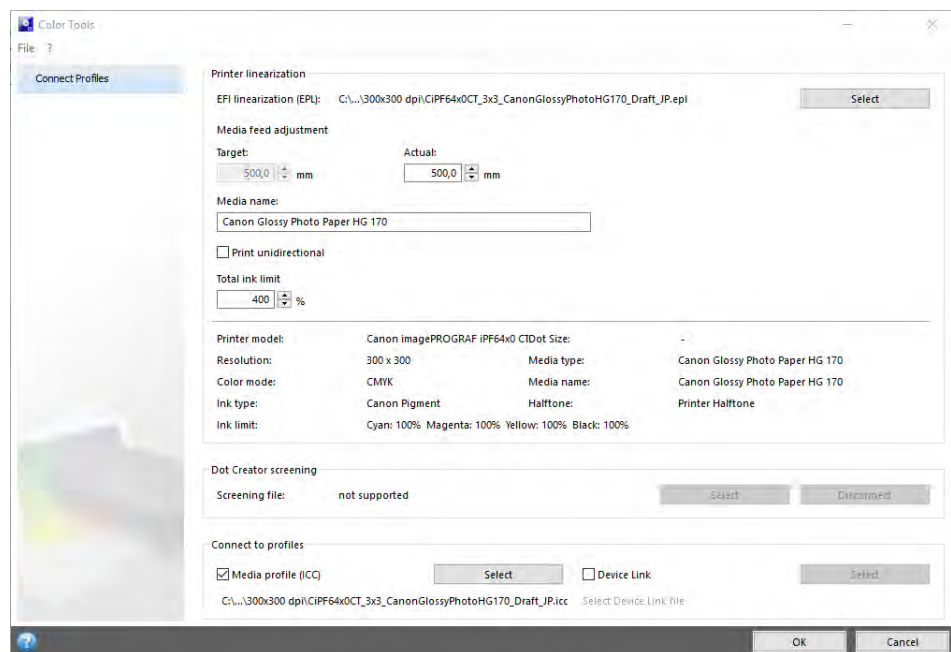 Color Tools
File ?
Connect Profiles
Printer linearization
EFI linearization (EPL): C:\...\300x300 dpi\CiPF64x0CT_3x3_CanonGlossyPhotoHG170_Draft_JP.epl Select
Media feed adjustment
Target: Actual:
500,0 mm 500,0 mm
Media name:
Canon Glossy Photo Paper HG 170
Print unidirectional
Total ink limit
400 %
Printer model: Canon imagePROGRAF iPF64x0 CTDot Size: -
Resolution: 300 x 300 Media type: Canon Glossy Photo Paper HG 170
Color mode: CMYK Media name: Canon Glossy Photo Paper HG 170
Ink type: Canon Pigment Halftone: Printer Halftone
Ink limit: Cyan: 100% Magenta: 100% Yellow: 100% Black: 100%
Dot Creator screening
Screening file: not supported Select Disconnect
Connect to profiles
Media profile (ICC) Select Device Link Select
C:\...\300x300 dpi\CiPF64x0CT_3x3_CanonGlossyPhotoHG170_Draft_JP.icc Select Device Link file
? OK Cancel